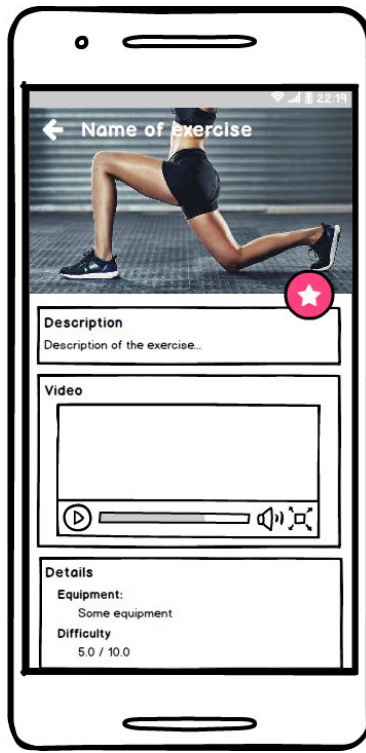 22:19
Name of exercise
Description
Description of the exercise...
Video
Details
Equipment:
Some equipment
Difficulty
5.0 / 10.0